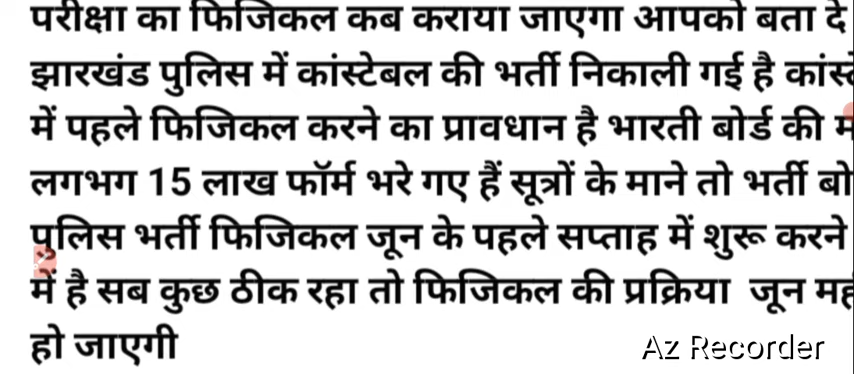 परीक्षा का फिजिकल कब कराया जाएगा आपको बता दे
झारखंड पुलिस में कांस्टेबल की भर्ती निकाली गई है
में पहले फिजिकल करने का प्रावधान है भारती बोर्ड की
लगभग 15 लाख फॉर्म भरे गए हैं सूत्रों के माने तो भर्ती
पुलिस भर्ती फिजिकल जून के पहले सप्ताह में शुरू करने
में है सब कुछ ठीक रहा तो फिजिकल की प्रक्रिया जून
हो जाएगी
Az Recorder